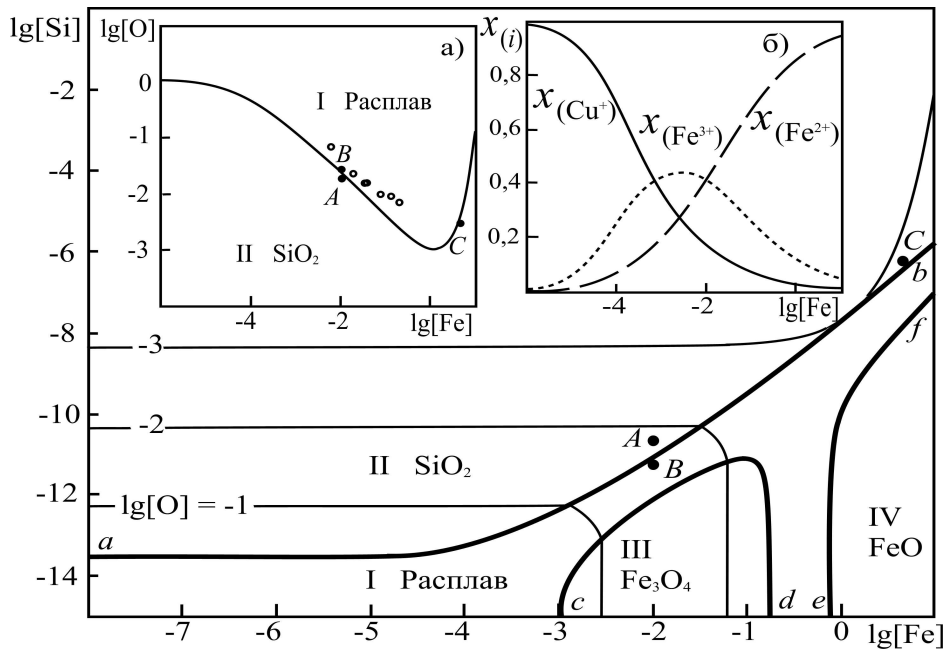 lg[Si]
-2
-4
-6
-8
-10
-12
-14
-7
-6
-5
-4
-3
-2
-1
0
lg[Fe]
lg[O]
а)
0
-1
-2
-3
I Расплав
B
A
C
II SiO₂
-4
-2
lg[Fe]
x(i)
б)
0,8
0,6
0,4
0,2
x(Cu⁺)
x(Fe³⁺)
x(Fe²⁺)
-4
-2
lg[Fe]
C
b
f
-3
-2
A
B
II SiO₂
lg[O] = -1
a
I Расплав
c
III
Fe₃O₄
d
e
IV
FeO